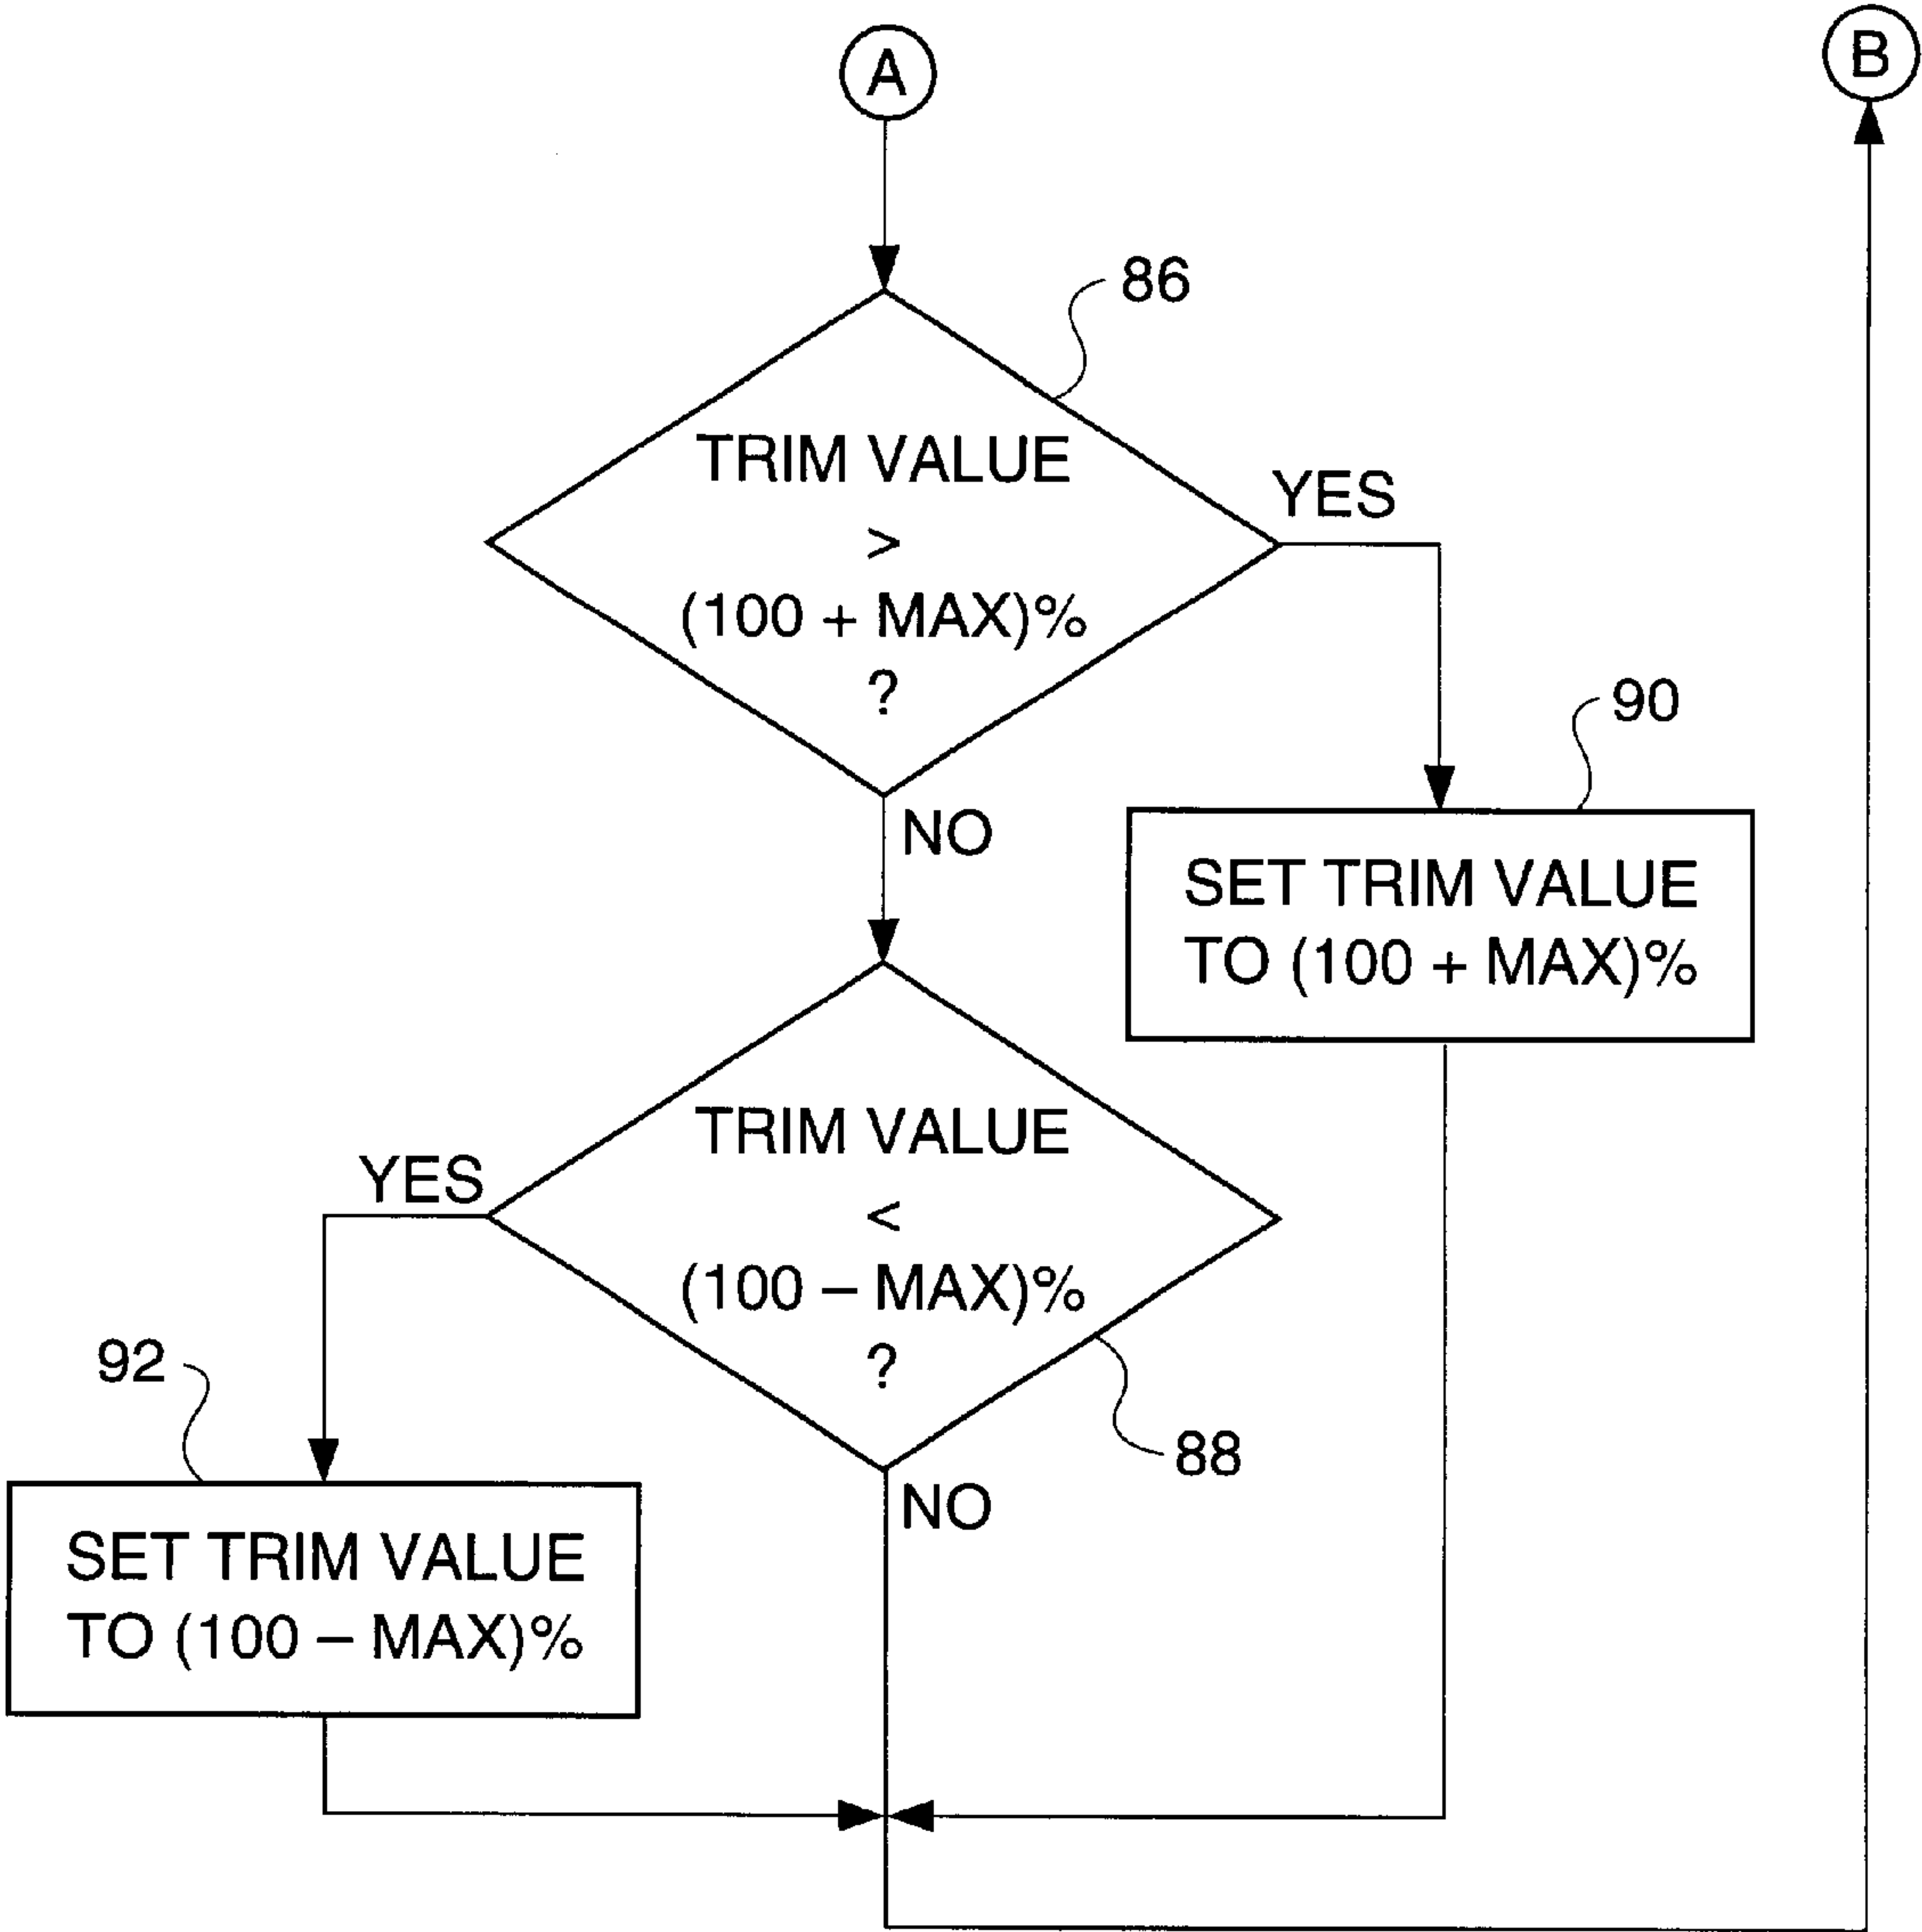 A
B
86
TRIM VALUE
>
(100 + MAX)%
?
YES
NO
90
SET TRIM VALUE
TO (100 + MAX)%
TRIM VALUE
<
(100 – MAX)%
?
YES
NO
88
92
SET TRIM VALUE
TO (100 – MAX)%